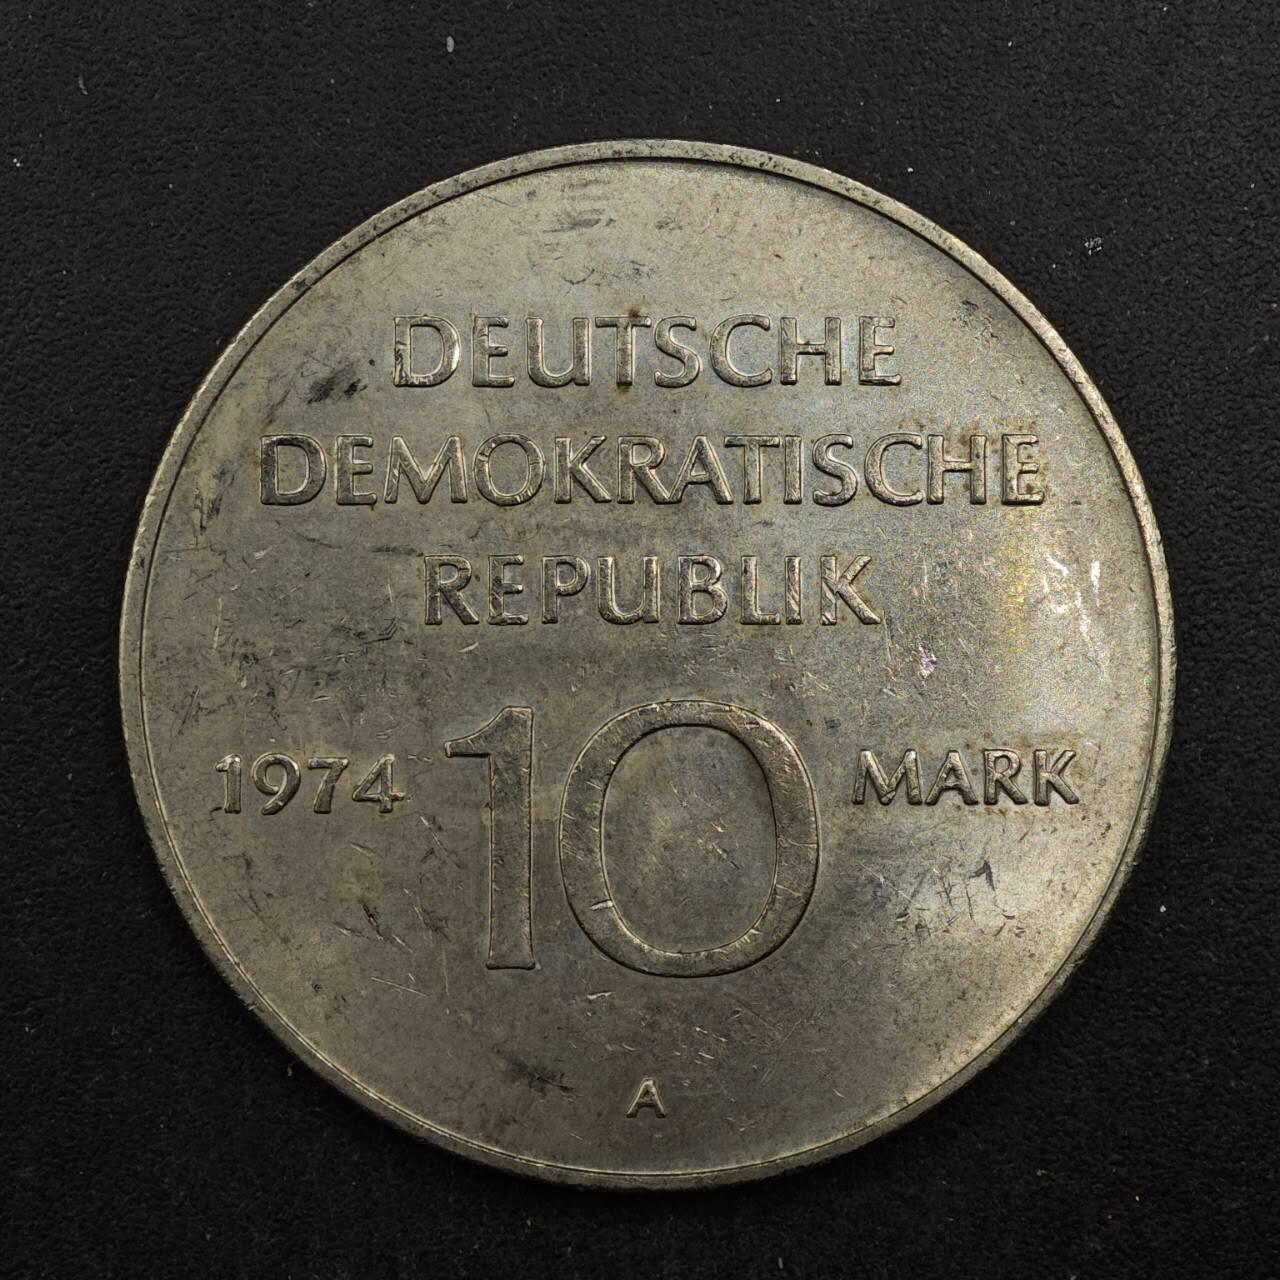 DEUTSCHE
DEMOKRATISCHE
REPUBLIK
1974 10 MARK
A